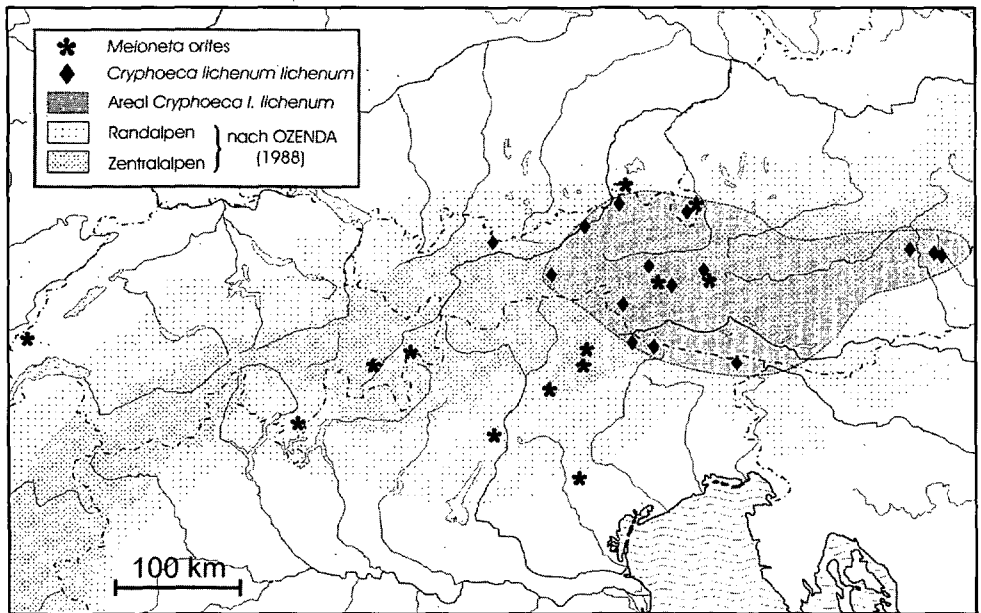 Meioneta orites
Cryphoeca lichenum lichenum
Areal Cryphoeca l. lichenum
Randalpen
Zentralalpen
nach OZENDA
(1988)
100 km